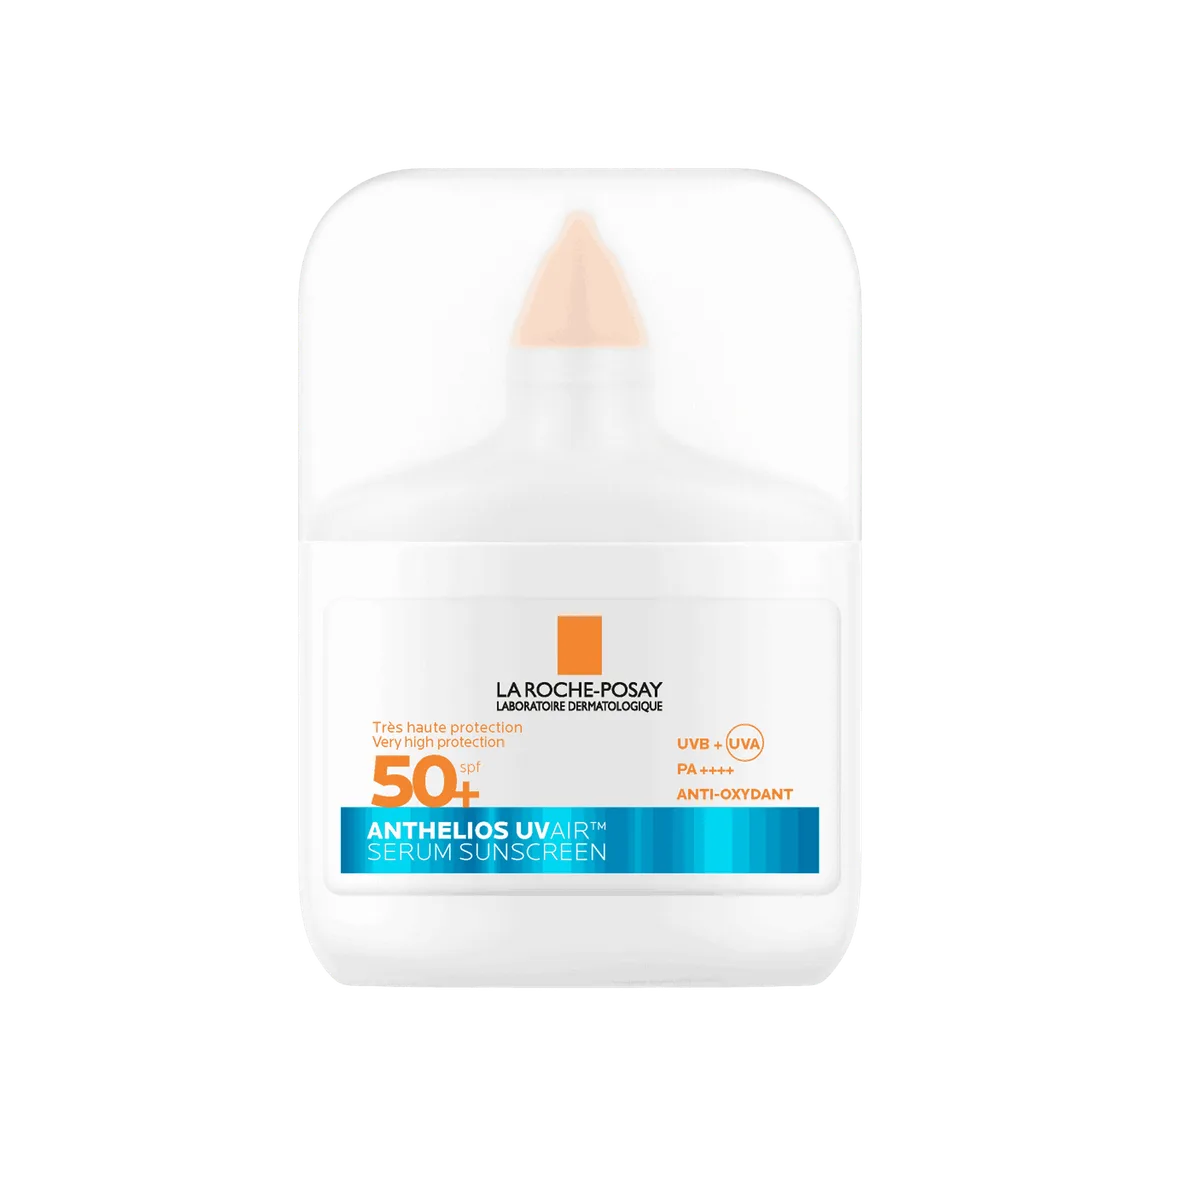 LA ROCHE-POSAY
LABORATOIRE DERMATOLOGIQUE
Très haute protection
Very high protection
50+ spf
UVB + UVA
PA ++++
ANTI-OXYDANT
ANTHELIOS UVAIR™
SERUM SUNSCREEN